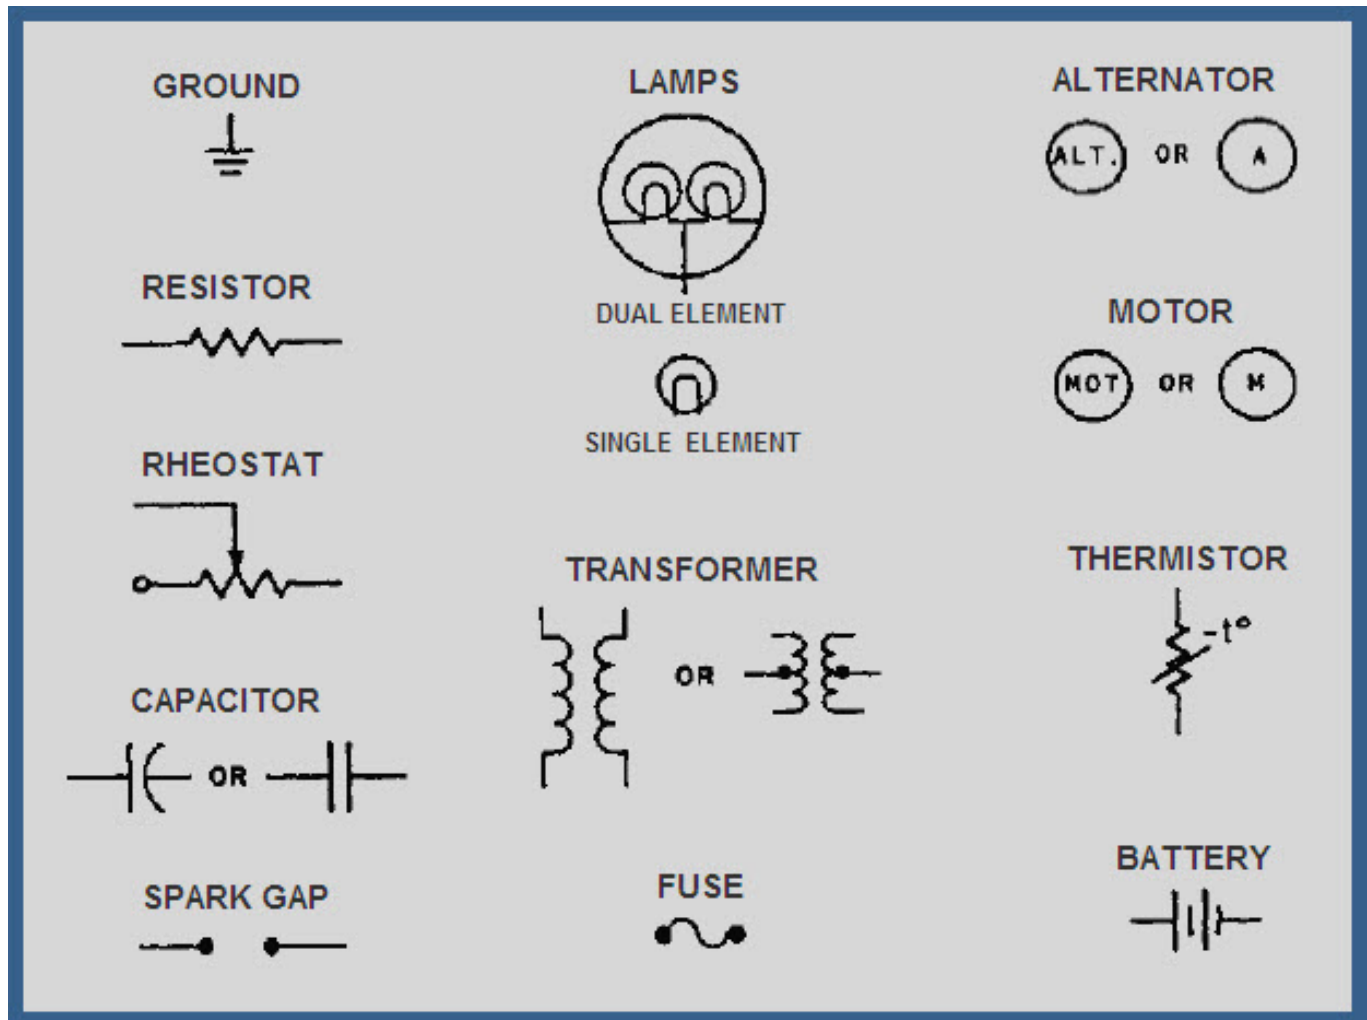 GROUND
RESISTOR
RHEOSTAT
CAPACITOR
OR
SPARK GAP
LAMPS
DUAL ELEMENT
SINGLE ELEMENT
TRANSFORMER
OR
FUSE
ALTERNATOR
ALT. OR A
MOTOR
MOT OR M
THERMISTOR
-t°
BATTERY